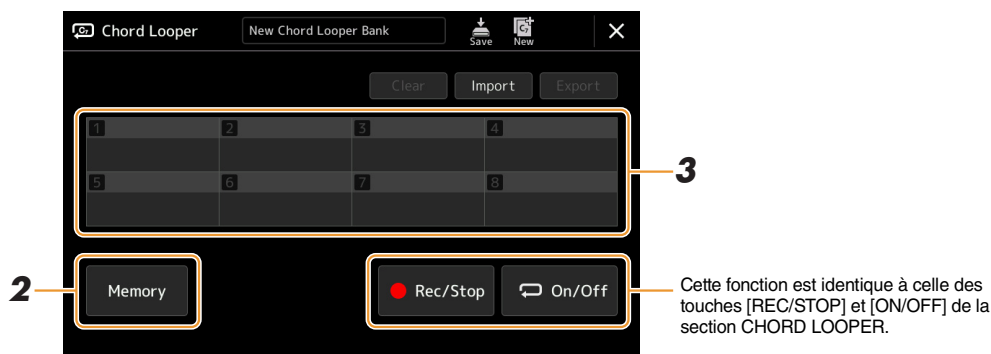 Chord Looper
New Chord Looper Bank
Save
New
Clear Import Export
1 2 3 4
5 6 7 8
3
2
Memory
Rec/Stop
On/Off
Cette fonction est identique à celle des
touches [REC/STOP] et [ON/OFF] de la
section CHORD LOOPER.